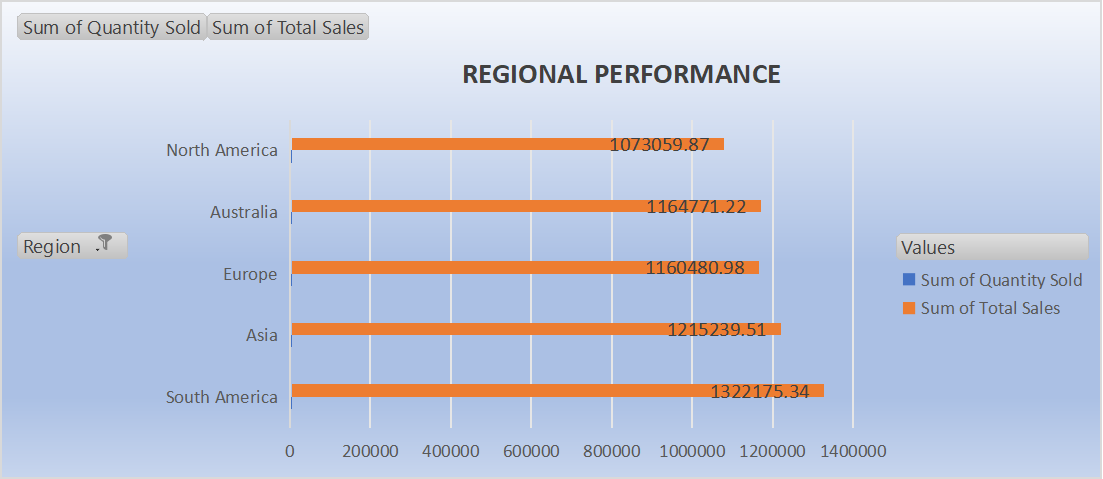 Sum of Quantity Sold Sum of Total Sales
REGIONAL PERFORMANCE
North America 1073059.87
Australia 1164771.22
Region
Europe 1160480.98
Asia 1215239.51
South America 1322175.34
0 200000 400000 600000 800000 1000000 1200000 1400000
Values
Sum of Quantity Sold
Sum of Total Sales